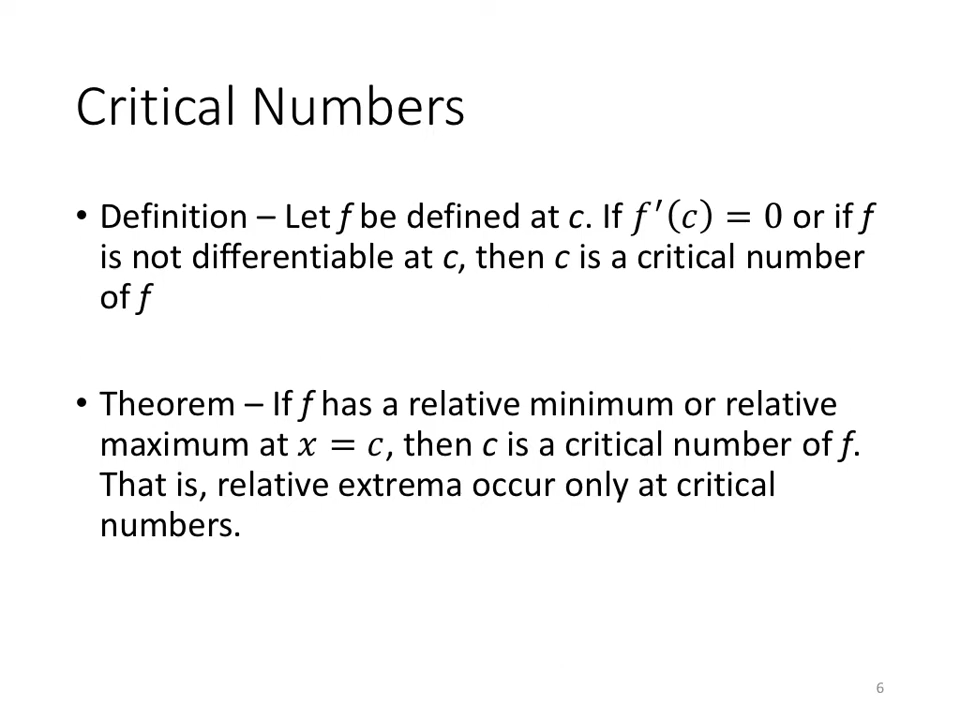 Critical Numbers
• Definition – Let f be defined at c. If f′(c) = 0 or if f
is not differentiable at c, then c is a critical number
of f
• Theorem – If f has a relative minimum or relative
maximum at x = c, then c is a critical number of f.
That is, relative extrema occur only at critical
numbers.
6